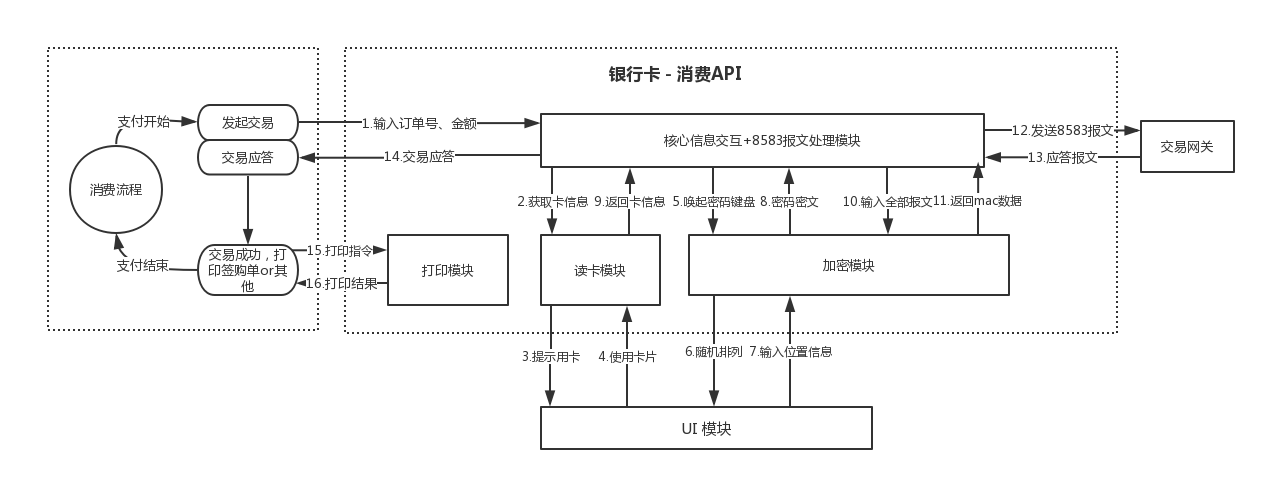 银行卡 - 消费API
支付开始
发起交易
1.输入订单号、金额
核心信息交互+8583报文处理模块
12.发送8583报文
交易网关
交易应答
14.交易应答
13.应答报文
消费流程
2.获取卡信息
9.返回卡信息
5.唤起密码键盘
8.密码密文
10.输入全部报文
11.返回mac数据
支付结束
交易成功，打
印签购单or其
他
15.打印指令
16.打印结果
打印模块
读卡模块
加密模块
3.提示用卡
4.使用卡片
6.随机排列
7.输入位置信息
UI 模块